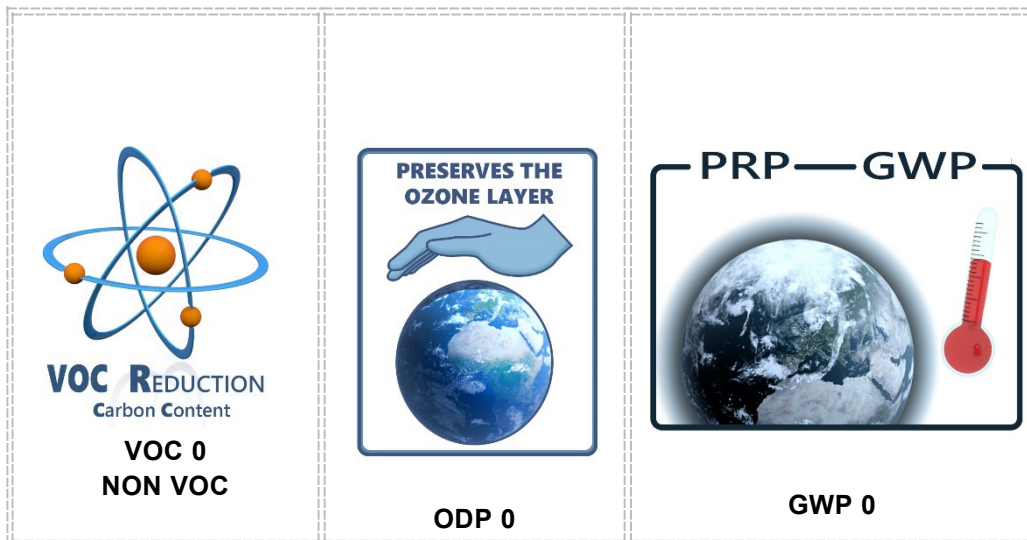 VOC REDUCTION
Carbon Content
VOC 0
NON VOC
PRESERVES THE
OZONE LAYER
ODP 0
PRP GWP
GWP 0